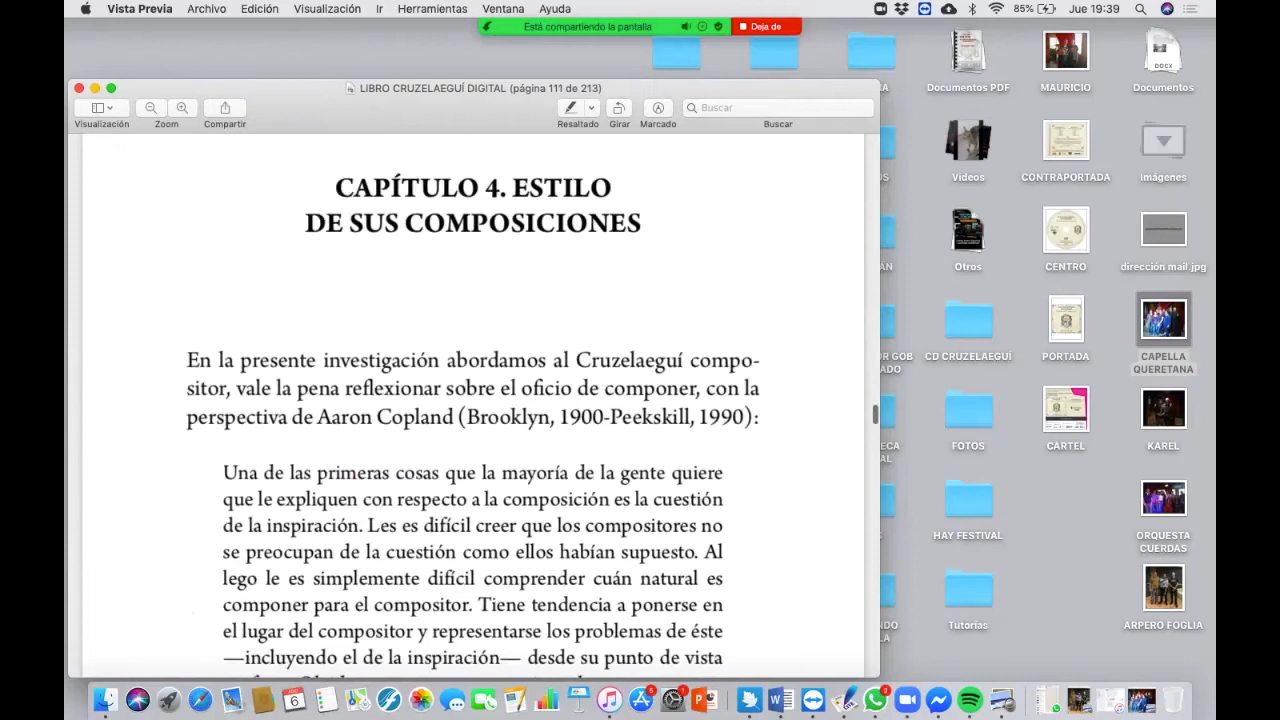 Vista Previa Archivo Edición Visualización Ir Herramientas Ventana Ayuda
85% Jue 19:39
Está compartiendo la pantalla Deja de
LIBRO CRUZELAEGUÍ DIGITAL (página 111 de 213)
Buscar
Visualización Zoom Compartir Resaltado Girar Marcado Buscar
CAPÍTULO 4. ESTILO
DE SUS COMPOSICIONES
En la presente investigación abordamos al Cruzelaeguí compo-
sitor, vale la pena reflexionar sobre el oficio de componer, con la
perspectiva de Aaron Copland (Brooklyn, 1900-Peekskill, 1990):
Una de las primeras cosas que la mayoría de la gente quiere
que le expliquen con respecto a la composición es la cuestión
de la inspiración. Les es difícil creer que los compositores no
se preocupan de la cuestión como ellos habían supuesto. Al
lego le es simplemente difícil comprender cuán natural es
componer para el compositor. Tiene tendencia a ponerse en
el lugar del compositor y representarse los problemas de éste
—incluyendo el de la inspiración— desde su punto de vista
Documentos PDF
MAURICIO
DOCX
Documentos
Videos
CONTRAPORTADA
Imágenes
Otros
CENTRO
dirección mail.jpg
OR GOB
ADO
CD CRUZELAEGUÍ
PORTADA
CAPELLA
QUERETANA
ECA
AL
FOTOS
CARTEL
KAREL
HAY FESTIVAL
ORQUESTA
CUERDAS
NDO
LA
Tutorías
ARPERO FOGLIA